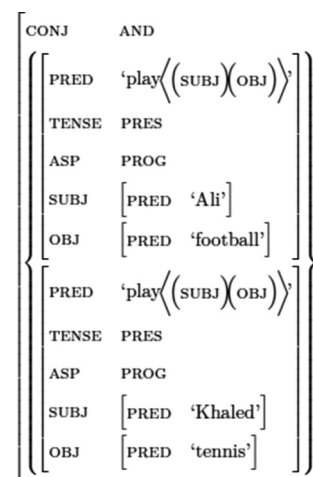 CONJ AND
PRED ‘play⟨(SUBJ)(OBJ)⟩’
TENSE PRES
ASP PROG
SUBJ [PRED ‘Ali’]
OBJ [PRED ‘football’]
PRED ‘play⟨(SUBJ)(OBJ)⟩’
TENSE PRES
ASP PROG
SUBJ [PRED ‘Khaled’]
OBJ [PRED ‘tennis’]